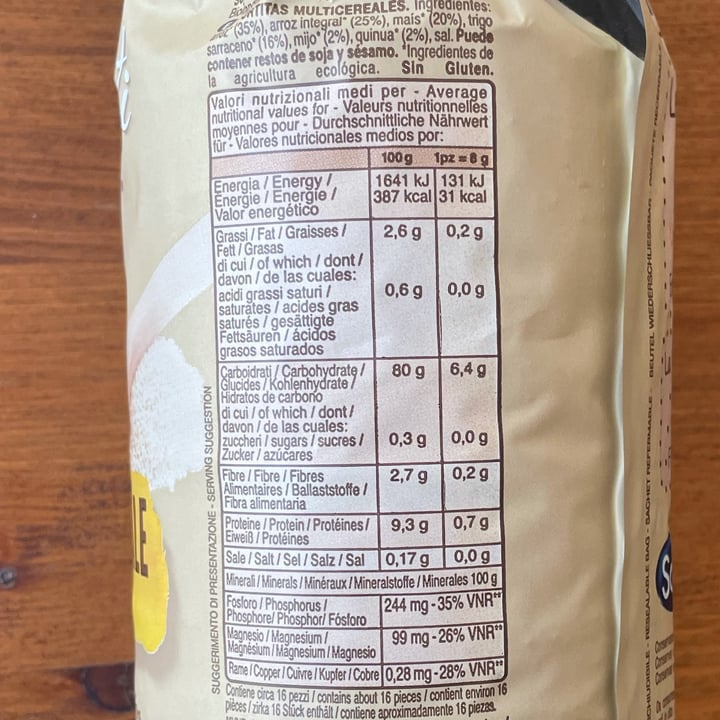 MULTICEREALES. Ingredientes:
(35%), arroz integral* (25%), maís* (20%), trigo
sarraceno* (16%), mijo* (2%), quinua* (2%), sal. Puede
contener restos de soja y sésamo. *Ingredientes de
la agricultura ecológica. Sin Gluten.
Valori nutrizionali medi per - Average
nutritional values for - Valeurs nutritionnelles
moyennes pour - Durchschnittliche Nährwert
für - Valores nutricionales medios por:
100g 1pz = 8 g
Energia / Energy / 1641 kJ 131 kJ
Énergie / Energie / 387 kcal 31 kcal
Valor energético
Grassi / Fat / Graisses / 2,6 g 0,2 g
Fett / Grasas
di cui / of which / dont /
davon / de las cuales:
acidi grassi saturi / 0,6 g 0,0 g
saturates / acides gras
saturés / gesättigte
Fettsäuren / ácidos
grasos saturados
Carboidrati / Carbohydrate / 80 g 6,4 g
Glucides / Kohlenhydrate /
Hidratos de carbono
di cui / of which / dont /
davon / de las cuales:
zuccheri / sugars / sucres / 0,3 g 0,0 g
Zucker / azúcares
Fibre / Fibre / Fibres 2,7 g 0,2 g
Alimentaires / Ballaststoffe /
Fibra alimentaria
Proteine / Protein / Protéines / 9,3 g 0,7 g
Eiweiß / Protéines
Sale / Salt / Sel / Salz / Sal 0,17 g 0,0 g
Minerali / Minerals / Minéraux / Mineralstoffe / Minerales 100 g
Fosforo / Phosphorus / 244 mg - 35% VNR**
Phosphore / Phosphor / Fósforo
Magnesio / Magnesium / 99 mg - 26% VNR**
Magnésium / Magnesium / Magnesio
Rame / Copper / Cuivre / Kupfer / Cobre 0,28 mg - 28% VNR**
Contiene circa 16 pezzi / contains about 16 pieces / contient environ 16
pièces / zirka 16 Stück enthält / contiene aproximadamente 16 piezas.
SUGGERIMENTO DI PRESENTAZIONE - SERVING SUGGESTION
LE
RESEALABLE BAG - SACHET REFERMABLE - BEUTEL WIEDERSCHLIESSBAR